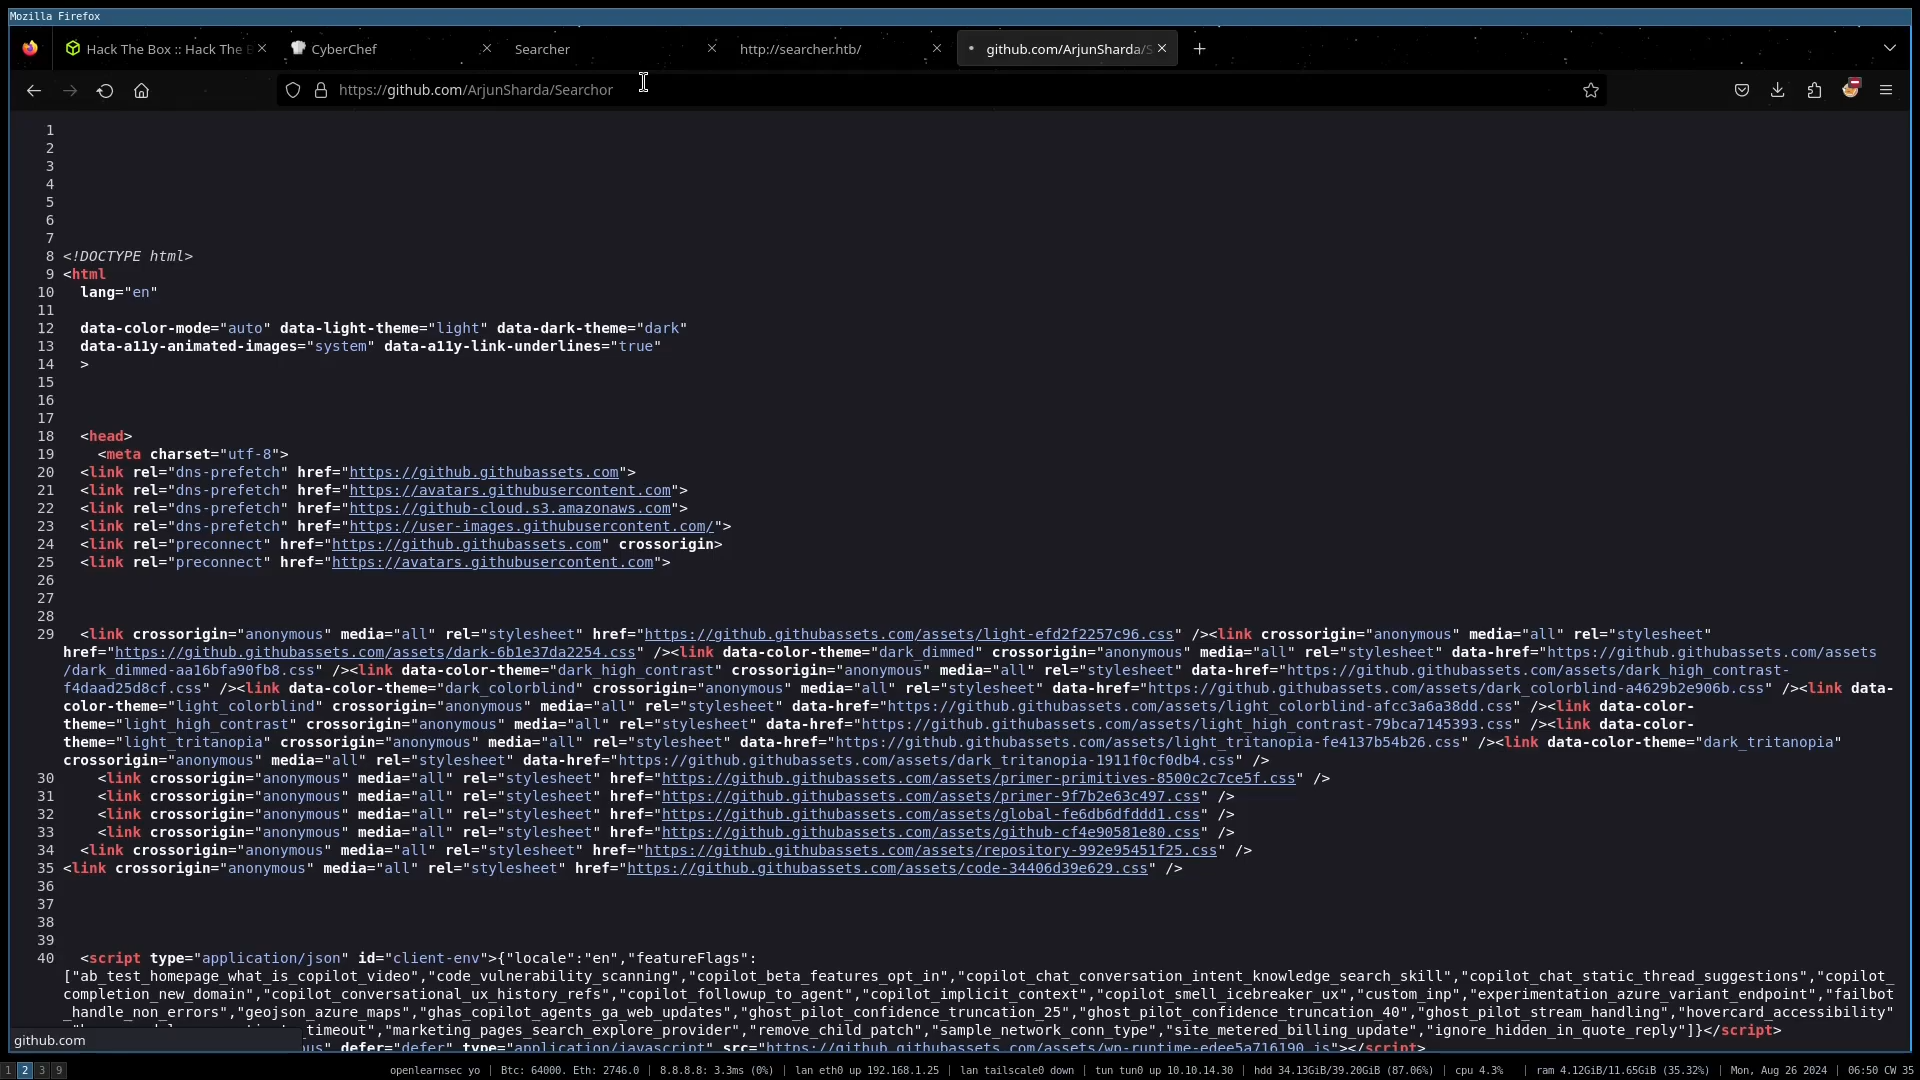 Mozilla Firefox
Hack The Box :: Hack The B
CyberChef
Searcher
http://searcher.htb/
github.com/ArjunSharda/S
https://github.com/ArjunSharda/Searchor
1
2
3
4
5
6
7
8 <!DOCTYPE html>
9 <html
10 lang="en"
11
12 data-color-mode="auto" data-light-theme="light" data-dark-theme="dark"
13 data-a11y-animated-images="system" data-a11y-link-underlines="true"
14 >
15
16
17
18 <head>
19 <meta charset="utf-8">
20 <link rel="dns-prefetch" href="https://github.githubassets.com">
21 <link rel="dns-prefetch" href="https://avatars.githubusercontent.com">
22 <link rel="dns-prefetch" href="https://github-cloud.s3.amazonaws.com">
23 <link rel="dns-prefetch" href="https://user-images.githubusercontent.com/">
24 <link rel="preconnect" href="https://github.githubassets.com" crossorigin>
25 <link rel="preconnect" href="https://avatars.githubusercontent.com">
26
27
28
29 <link crossorigin="anonymous" media="all" rel="stylesheet" href="https://github.githubassets.com/assets/light-efd2f2257c96.css" /><link crossorigin="anonymous" media="all" rel="stylesheet"
href="https://github.githubassets.com/assets/dark-6b1e37da2254.css" /><link data-color-theme="dark_dimmed" crossorigin="anonymous" media="all" rel="stylesheet" data-href="https://github.githubassets.com/assets
/dark_dimmed-aa16bfa90fb8.css" /><link data-color-theme="dark_high_contrast" crossorigin="anonymous" media="all" rel="stylesheet" data-href="https://github.githubassets.com/assets/dark_high_contrast-
f4daad25d8cf.css" /><link data-color-theme="dark_colorblind" crossorigin="anonymous" media="all" rel="stylesheet" data-href="https://github.githubassets.com/assets/dark_colorblind-a4629b2e906b.css" /><link data-
color-theme="light_colorblind" crossorigin="anonymous" media="all" rel="stylesheet" data-href="https://github.githubassets.com/assets/light_colorblind-afcc3a6a38dd.css" /><link data-color-
theme="light_high_contrast" crossorigin="anonymous" media="all" rel="stylesheet" data-href="https://github.githubassets.com/assets/light_high_contrast-79bca7145393.css" /><link data-color-
theme="light_tritanopia" crossorigin="anonymous" media="all" rel="stylesheet" data-href="https://github.githubassets.com/assets/light_tritanopia-fe4137b54b26.css" /><link data-color-theme="dark_tritanopia"
crossorigin="anonymous" media="all" rel="stylesheet" data-href="https://github.githubassets.com/assets/dark_tritanopia-1911f0cf0db4.css" />
30 <link crossorigin="anonymous" media="all" rel="stylesheet" href="https://github.githubassets.com/assets/primer-primitives-8500c2c7ce5f.css" />
31 <link crossorigin="anonymous" media="all" rel="stylesheet" href="https://github.githubassets.com/assets/primer-9f7b2e63c497.css" />
32 <link crossorigin="anonymous" media="all" rel="stylesheet" href="https://github.githubassets.com/assets/global-fe6db6dfddd1.css" />
33 <link crossorigin="anonymous" media="all" rel="stylesheet" href="https://github.githubassets.com/assets/github-cf4e90581e80.css" />
34 <link crossorigin="anonymous" media="all" rel="stylesheet" href="https://github.githubassets.com/assets/repository-992e95451f25.css" />
35 <link crossorigin="anonymous" media="all" rel="stylesheet" href="https://github.githubassets.com/assets/code-34406d39e629.css" />
36
37
38
39
40 <script type="application/json" id="client-env">{"locale":"en","featureFlags":
["ab_test_homepage_what_is_copilot_video","code_vulnerability_scanning","copilot_beta_features_opt_in","copilot_chat_conversation_intent_knowledge_search_skill","copilot_chat_static_thread_suggestions","copilot_
completion_new_domain","copilot_conversational_ux_history_refs","copilot_followup_to_agent","copilot_implicit_context","copilot_smell_icebreaker_ux","custom_inp","experimentation_azure_variant_endpoint","failbot
_handle_non_errors","geojson_azure_maps","ghas_copilot_agents_ga_web_updates","ghost_pilot_confidence_truncation_25","ghost_pilot_confidence_truncation_40","ghost_pilot_stream_handling","hovercard_accessibility"
_timeout","marketing_pages_search_explore_provider","remove_child_patch","sample_network_conn_type","site_metered_billing_update","ignore_hidden_in_quote_reply"]}</script>
github.com
us" defer="defer" type="application/javascript" src="https://github.githubassets.com/assets/wp-runtime-edee5a716190.js"></script>
1 2 3 9
openlearnsec yo | Btc: 64000. Eth: 2746.0 | 8.8.8.8: 3.3ms (0%) | lan eth0 up 192.168.1.25 | lan tailscale0 down | tun tun0 up 10.10.14.30 | hdd 34.13GiB/39.20GiB (87.06%) | cpu 4.3% | ram 4.12GiB/11.65GiB (35.32%) | Mon, Aug 26 2024 | 06:50 CW 35